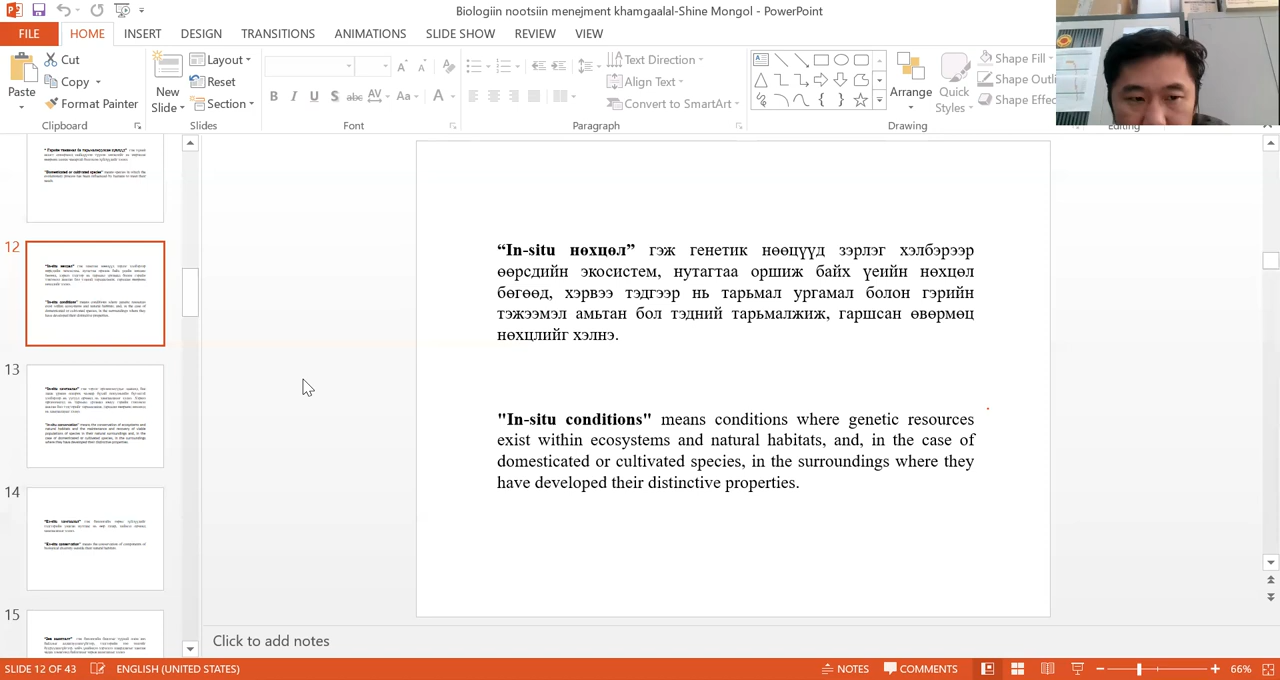 Biologiin nootsiin menejment khamgaalal-Shine Mongol - PowerPoint
FILE HOME INSERT DESIGN TRANSITIONS ANIMATIONS SLIDE SHOW REVIEW VIEW
Paste
Cut
Copy
Format Painter
Clipboard
New
Slide
Layout
Reset
Section
Slides
Font
Text Direction
Align Text
Convert to SmartArt
Paragraph
Arrange
Quick
Styles
Shape Fill
Shape Outli
Shape Effec
Drawing
Editing
12
13
14
15
“In-situ нөхцөл” гэж генетик нөөцүүд зэрлэг хэлбэрээр
өөрсдийн экосистем, нутагтаа оршин байх үеийн нөхцөл
бөгөөд, хэрвээ тэдгээр нь таримал ургамал болон гэрийн
тэжээмэл амьтан бол тэдний таримальжиж, гаршсан өвөрмөц
нөхцлийг хэлнэ.
"In-situ conditions" means conditions where genetic resources
exist within ecosystems and natural habitats, and, in the case of
domesticated or cultivated species, in the surroundings where they
have developed their distinctive properties.
Click to add notes
SLIDE 12 OF 43 ENGLISH (UNITED STATES) NOTES COMMENTS 66%